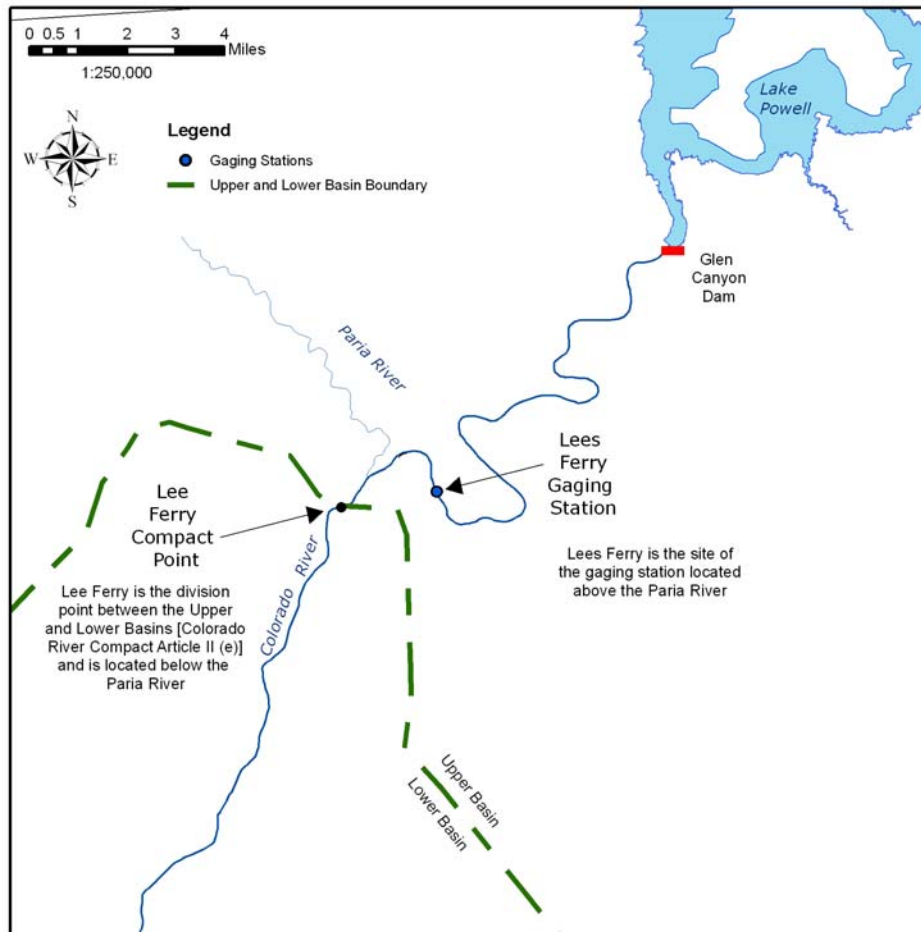 0 0.5 1 2 3 4
Miles
1:250,000
N
W E
S
Legend
Gaging Stations
Upper and Lower Basin Boundary
Lake
Powell
Glen
Canyon
Dam
Paria River
Lees
Ferry
Gaging
Station
Lee
Ferry
Compact
Point
Colorado River
Lees Ferry is the site of
the gaging station located
above the Paria River
Lee Ferry is the division
point between the Upper
and Lower Basins [Colorado
River Compact Article II (e)]
and is located below the
Paria River
Upper Basin
Lower Basin